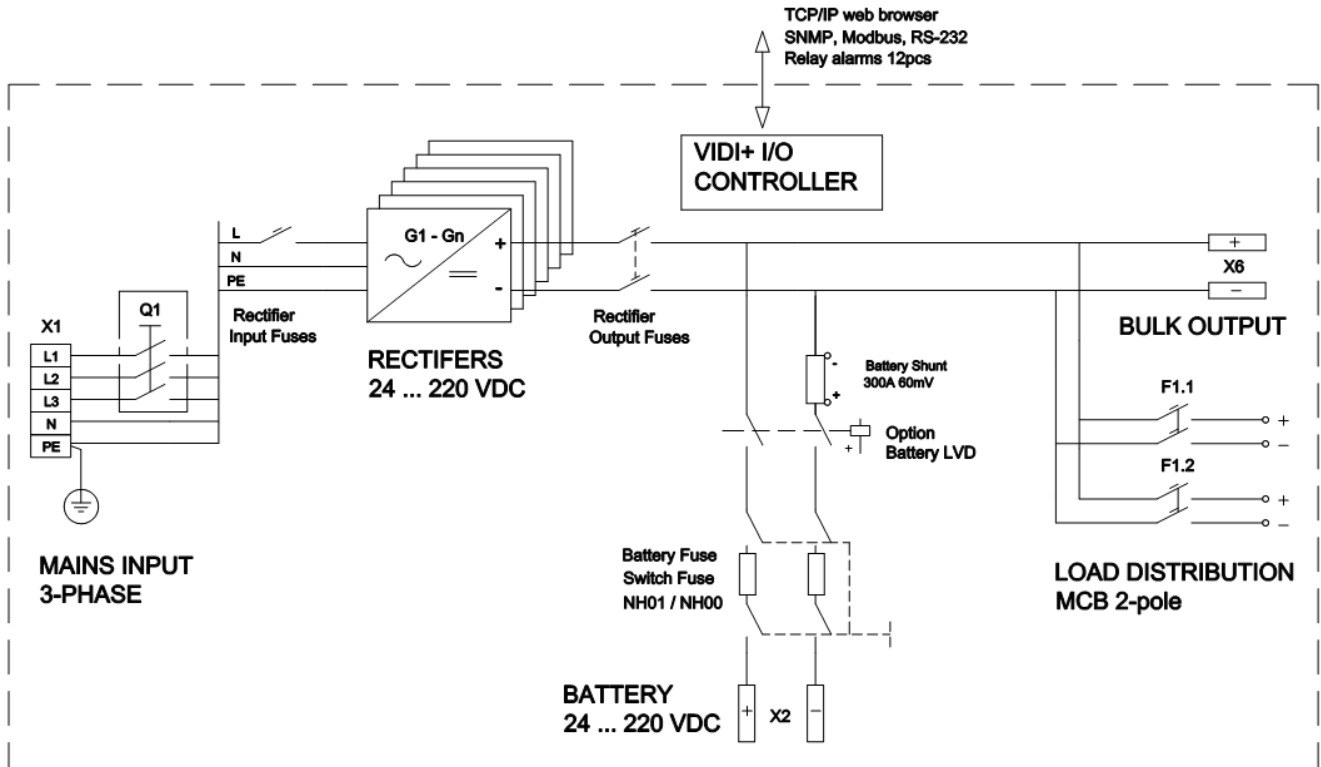 TCP/IP web browser
SNMP, Modbus, RS-232
Relay alarms 12pcs
VIDI+ I/O
CONTROLLER
L
N
PE
G1 - Gn
+
-
Rectifier
Input Fuses
Rectifier
Output Fuses
RECTIFERS
24 ... 220 VDC
X1
Q1
L1
L2
L3
N
PE
MAINS INPUT
3-PHASE
+
X6
−
BULK OUTPUT
-
+
Battery Shunt
300A 60mV
+
Option
Battery LVD
F1.1
+
−
F1.2
+
−
LOAD DISTRIBUTION
MCB 2-pole
Battery Fuse
Switch Fuse
NH01 / NH00
BATTERY
24 ... 220 VDC
+
X2
−